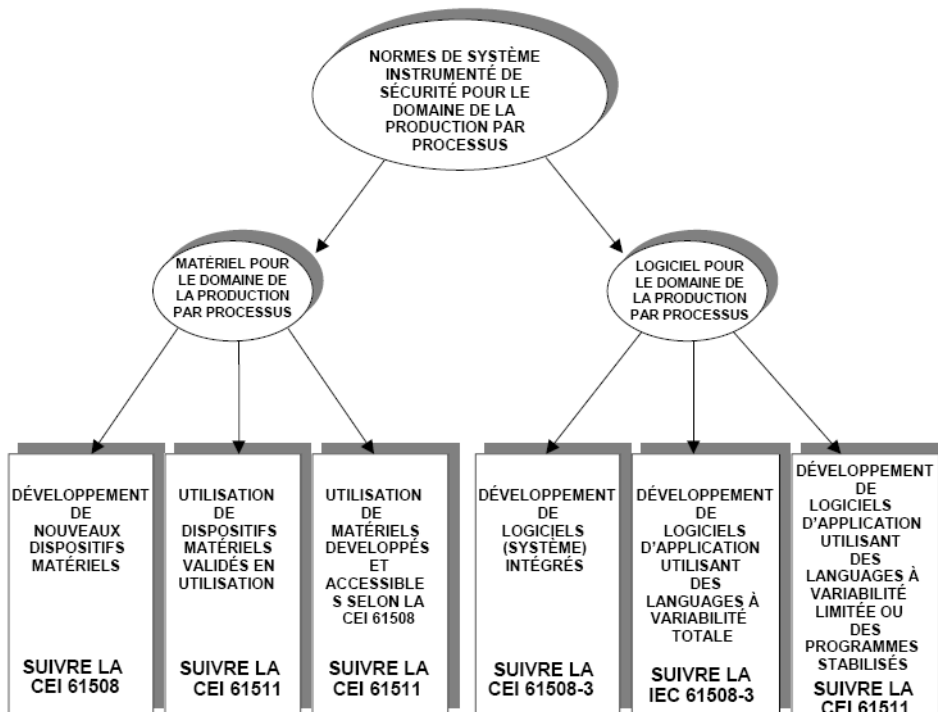 NORMES DE SYSTÈME
INSTRUMENTÉ DE
SÉCURITÉ POUR LE
DOMAINE DE LA
PRODUCTION PAR
PROCESSUS
MATÉRIEL POUR
LE DOMAINE DE
LA PRODUCTION
PAR PROCESSUS
LOGICIEL POUR
LE DOMAINE DE
LA PRODUCTION
PAR PROCESSUS
DÉVELOPPEMENT
DE
NOUVEAUX
DISPOSITIFS
MATÉRIELS
SUIVRE LA
CEI 61508
UTILISATION
DE
DISPOSITIFS
MATÉRIELS
VALIDÉS EN
UTILISATION
SUIVRE LA
CEI 61511
UTILISATION
DE
MATÉRIELS
DEVELOPPÉS
ET
ACCESSIBLE
S SELON LA
CEI 61508
SUIVRE LA
CEI 61511
DÉVELOPPEMENT
DE
LOGICIELS
(SYSTÈME)
INTÉGRÉS
SUIVRE LA
CEI 61508-3
DÉVELOPPEMENT
DE
LOGICIELS
D'APPLICATION
UTILISANT
DES
LANGUAGES À
VARIABILITÉ
TOTALE
SUIVRE LA
IEC 61508-3
DÉVELOPPEMENT
DE
LOGICIELS
D'APPLICATION
UTILISANT
DES
LANGUAGES À
VARIABILITÉ
LIMITÉE OU
DES
PROGRAMMES
STABILISÉS
SUIVRE LA
CEI 61511